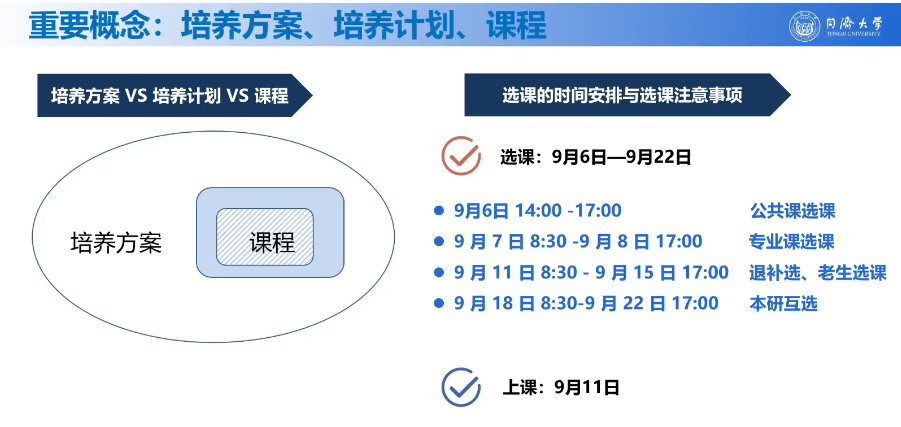 重要概念：培养方案、培养计划、课程
同济大学
TONGJI UNIVERSITY
培养方案 VS 培养计划 VS 课程
培养方案
课程
选课的时间安排与选课注意事项
选课：9月6日—9月22日
9月6日 14:00 -17:00 公共课选课
9 月 7 日 8:30 -9 月 8 日 17:00 专业课选课
9 月 11 日 8:30 - 9 月 15 日 17:00 退补选、老生选课
9 月 18 日 8:30-9 月 22 日 17:00 本研互选
上课：9月11日